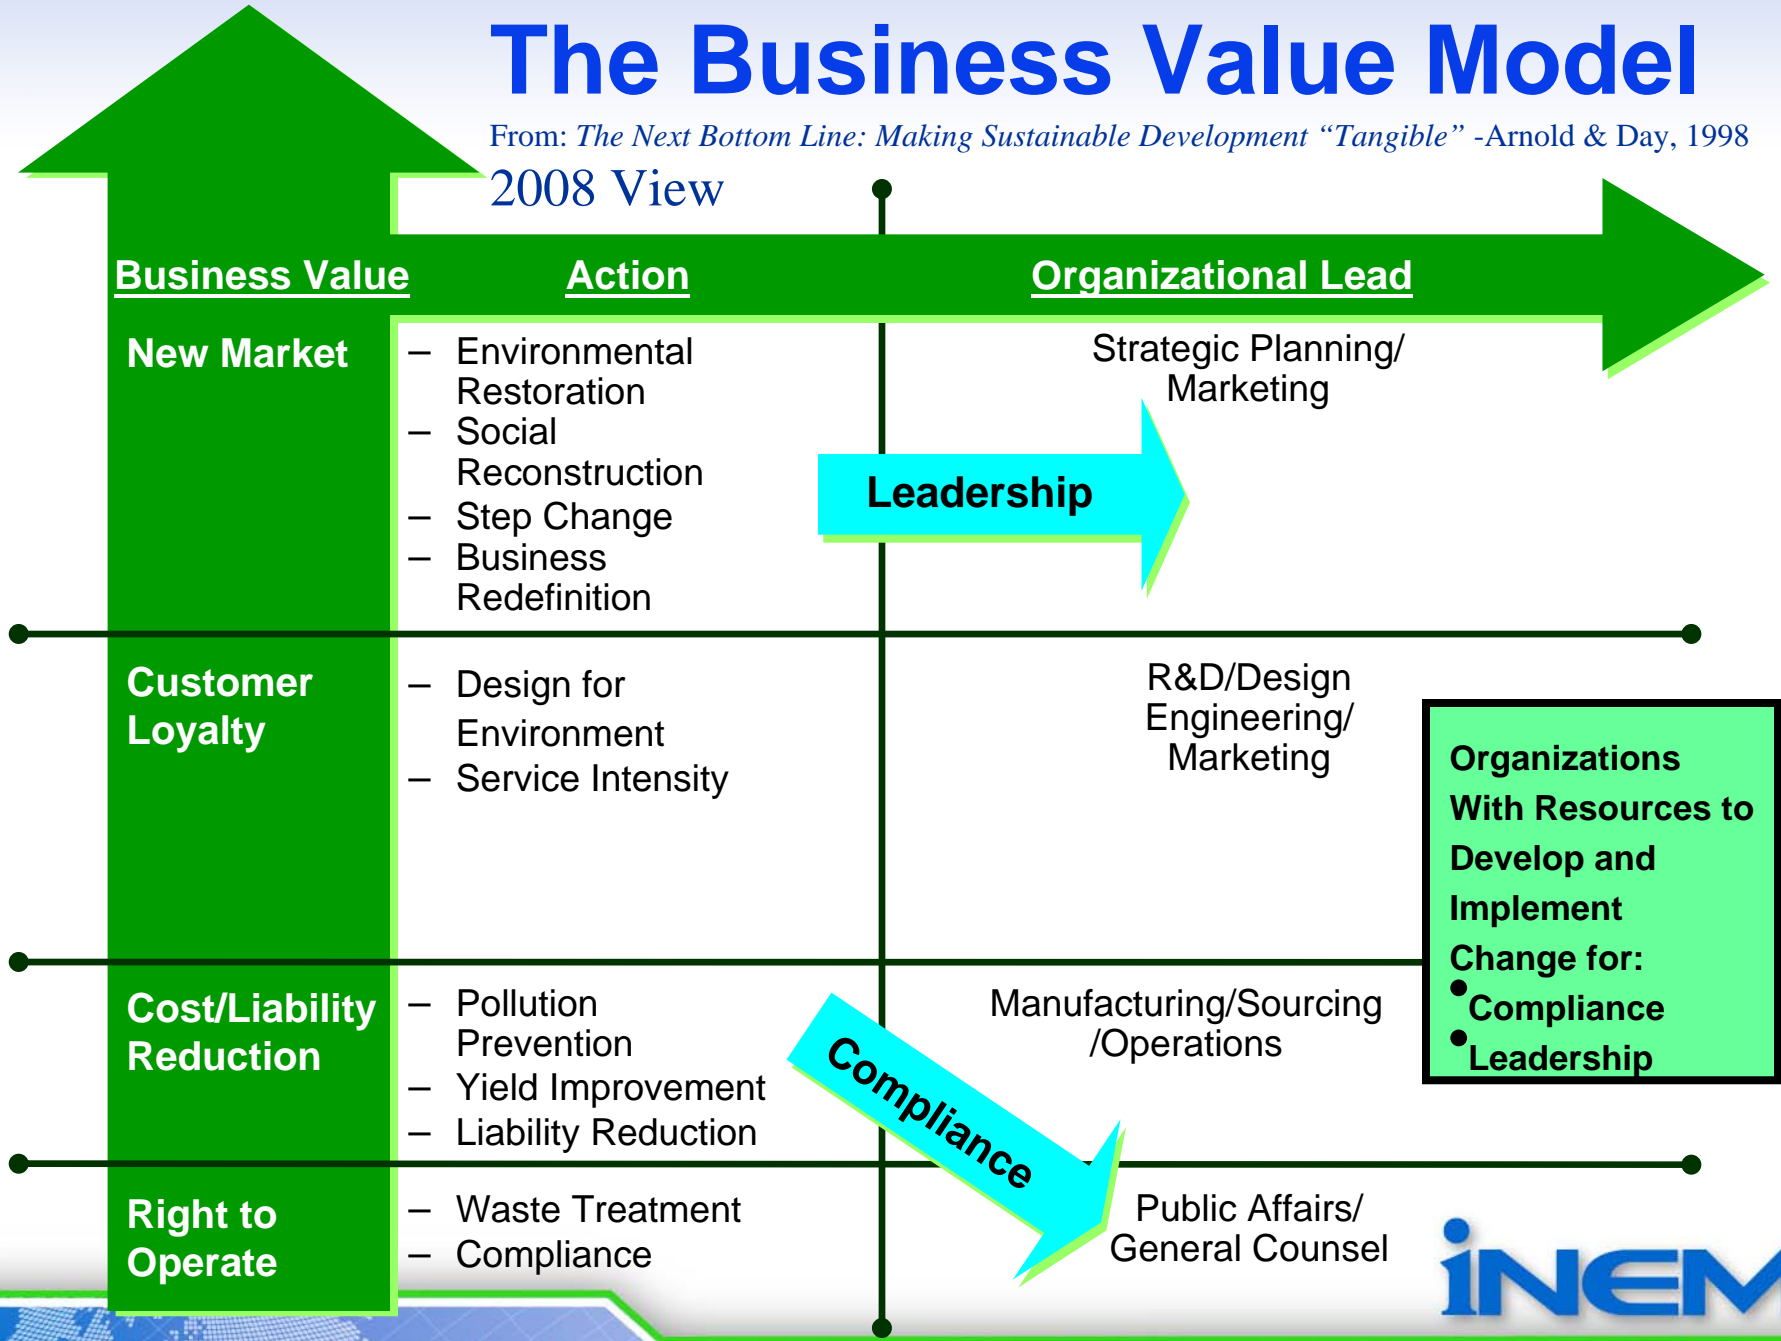 The Business Value Model
From: The Next Bottom Line: Making Sustainable Development “Tangible” -Arnold & Day, 1998
2008 View
Business Value
Action
Organizational Lead
New Market
– Environmental
Restoration
– Social
Reconstruction
– Step Change
– Business
Redefinition
Strategic Planning/
Marketing
Leadership
Customer
Loyalty
– Design for
Environment
– Service Intensity
R&D/Design
Engineering/
Marketing
Organizations
With Resources to
Develop and
Implement
Change for:
• Compliance
• Leadership
Cost/Liability
Reduction
– Pollution
Prevention
– Yield Improvement
– Liability Reduction
Manufacturing/Sourcing
/Operations
Compliance
Right to
Operate
– Waste Treatment
– Compliance
Public Affairs/
General Counsel
iNEM